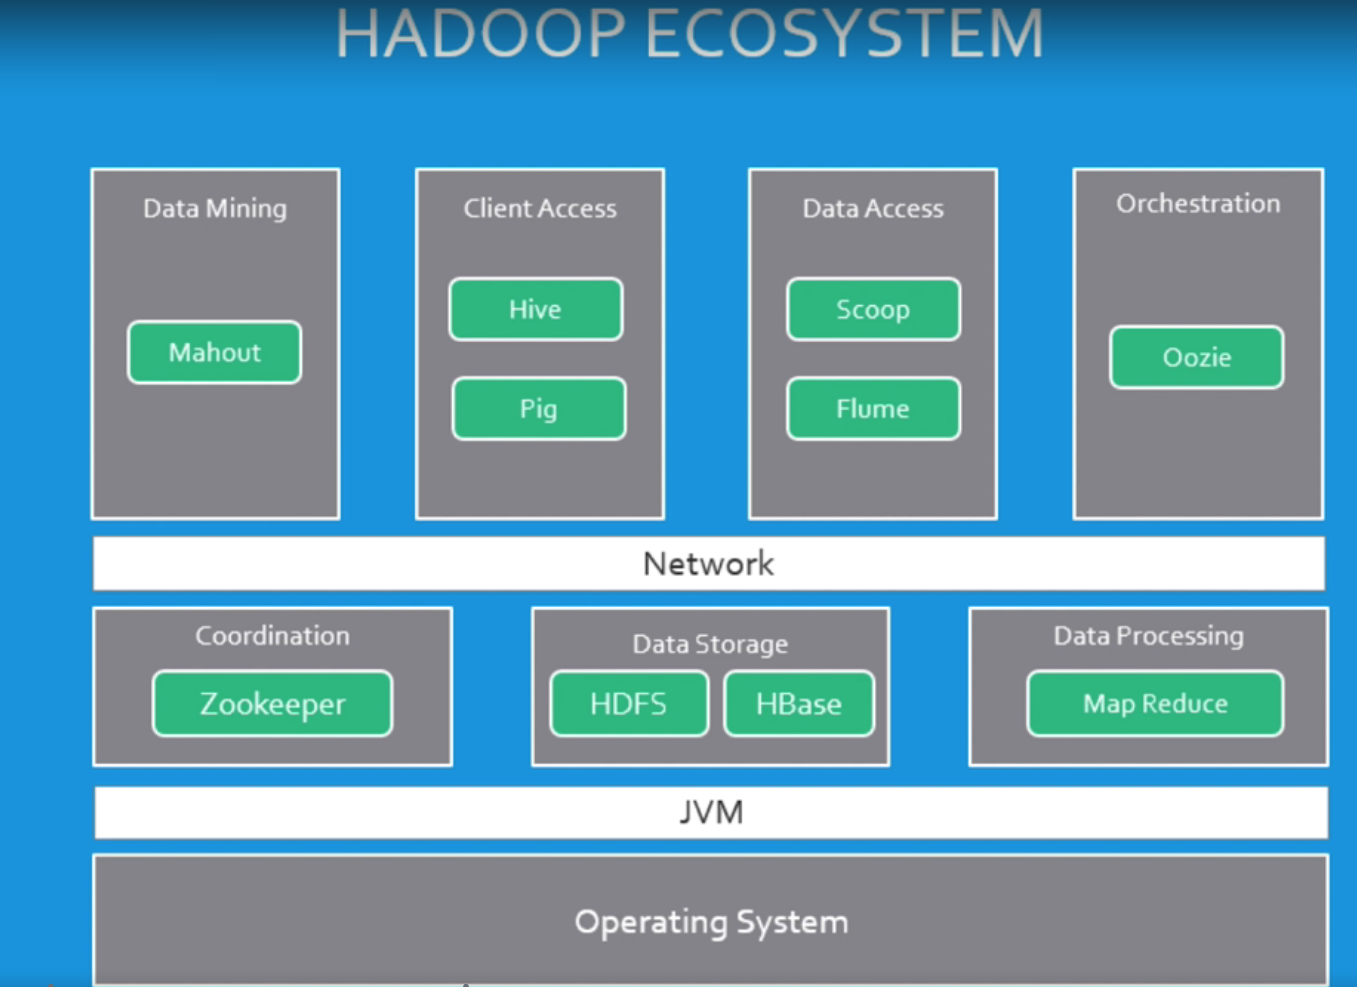 HADOOP ECOSYSTEM
Data Mining
Mahout
Client Access
Hive
Pig
Data Access
Scoop
Flume
Orchestration
Oozie
Network
Coordination
Zookeeper
Data Storage
HDFS
HBase
Data Processing
Map Reduce
JVM
Operating System